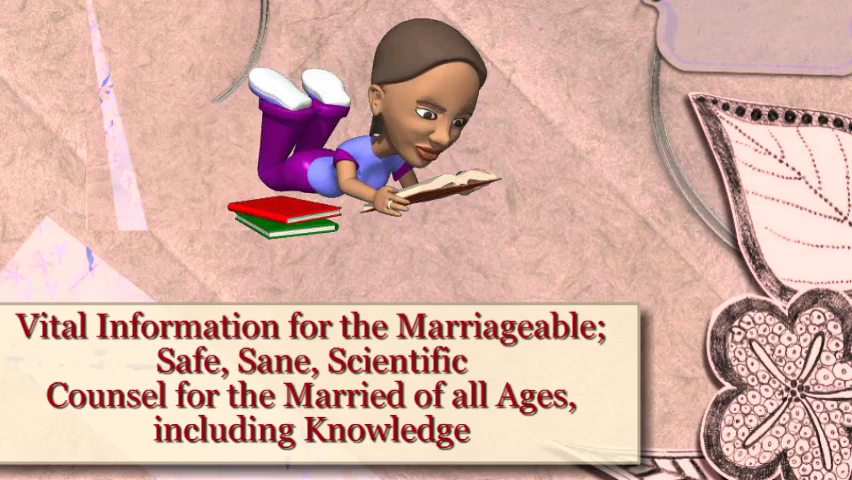 Vital Information for the Marriageable;
Safe, Sane, Scientific
Counsel for the Married of all Ages,
including Knowledge